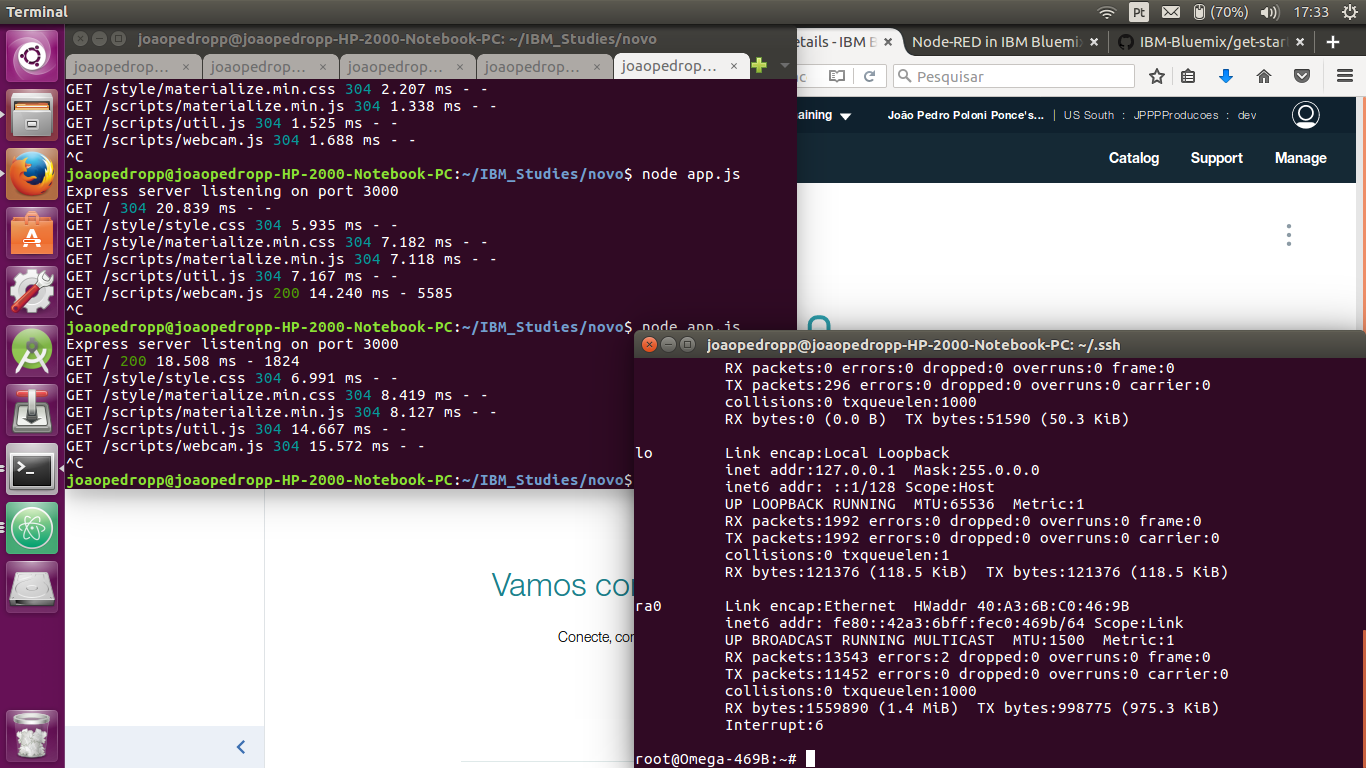 Terminal
Pt
(70%)
17:33
joaopedropp@joaopedropp-HP-2000-Notebook-PC: ~/IBM_Studies/novo
joaopedrop... × joaopedrop... × joaopedrop... × joaopedrop... × joaopedrop... ×
GET /style/materialize.min.css 304 2.207 ms - -
GET /scripts/materialize.min.js 304 1.338 ms - -
GET /scripts/util.js 304 1.525 ms - -
GET /scripts/webcam.js 304 1.688 ms - -
^C
joaopedropp@joaopedropp-HP-2000-Notebook-PC:~/IBM_Studies/novo$ node app.js
Express server listening on port 3000
GET / 304 20.839 ms - -
GET /style/style.css 304 5.935 ms - -
GET /style/materialize.min.css 304 7.182 ms - -
GET /scripts/materialize.min.js 304 7.118 ms - -
GET /scripts/util.js 304 7.167 ms - -
GET /scripts/webcam.js 200 14.240 ms - 5585
^C
joaopedropp@joaopedropp-HP-2000-Notebook-PC:~/IBM_Studies/novo$ node app.js
Express server listening on port 3000
GET / 200 18.508 ms - 1824
GET /style/style.css 304 6.991 ms - -
GET /style/materialize.min.css 304 8.419 ms - -
GET /scripts/materialize.min.js 304 8.127 ms - -
GET /scripts/util.js 304 14.667 ms - -
GET /scripts/webcam.js 304 15.572 ms - -
^C
joaopedropp@joaopedropp-HP-2000-Notebook-PC:~/IBM_Studies/novo$
etails - IBM B × Node-RED in IBM Bluemi × IBM-Bluemix/get-star ×
Pesquisar
aining João Pedro Poloni Ponce's... | US South : JPPPProducoes : dev
Catalog Support Manage
Vamos co
Conecte, co
joaopedropp@joaopedropp-HP-2000-Notebook-PC: ~/.ssh
RX packets:0 errors:0 dropped:0 overruns:0 frame:0
TX packets:296 errors:0 dropped:0 overruns:0 carrier:0
collisions:0 txqueuelen:1000
RX bytes:0 (0.0 B)  TX bytes:51590 (50.3 KiB)
lo Link encap:Local Loopback
inet addr:127.0.0.1  Mask:255.0.0.0
inet6 addr: ::1/128 Scope:Host
UP LOOPBACK RUNNING  MTU:65536  Metric:1
RX packets:1992 errors:0 dropped:0 overruns:0 frame:0
TX packets:1992 errors:0 dropped:0 overruns:0 carrier:0
collisions:0 txqueuelen:1
RX bytes:121376 (118.5 KiB)  TX bytes:121376 (118.5 KiB)
ra0 Link encap:Ethernet  HWaddr 40:A3:6B:C0:46:9B
inet6 addr: fe80::42a3:6bff:fec0:469b/64 Scope:Link
UP BROADCAST RUNNING MULTICAST  MTU:1500  Metric:1
RX packets:13543 errors:2 dropped:0 overruns:0 frame:0
TX packets:11452 errors:0 dropped:0 overruns:0 carrier:0
collisions:0 txqueuelen:1000
RX bytes:1559890 (1.4 MiB)  TX bytes:998775 (975.3 KiB)
Interrupt:6
root@Omega-469B:~#